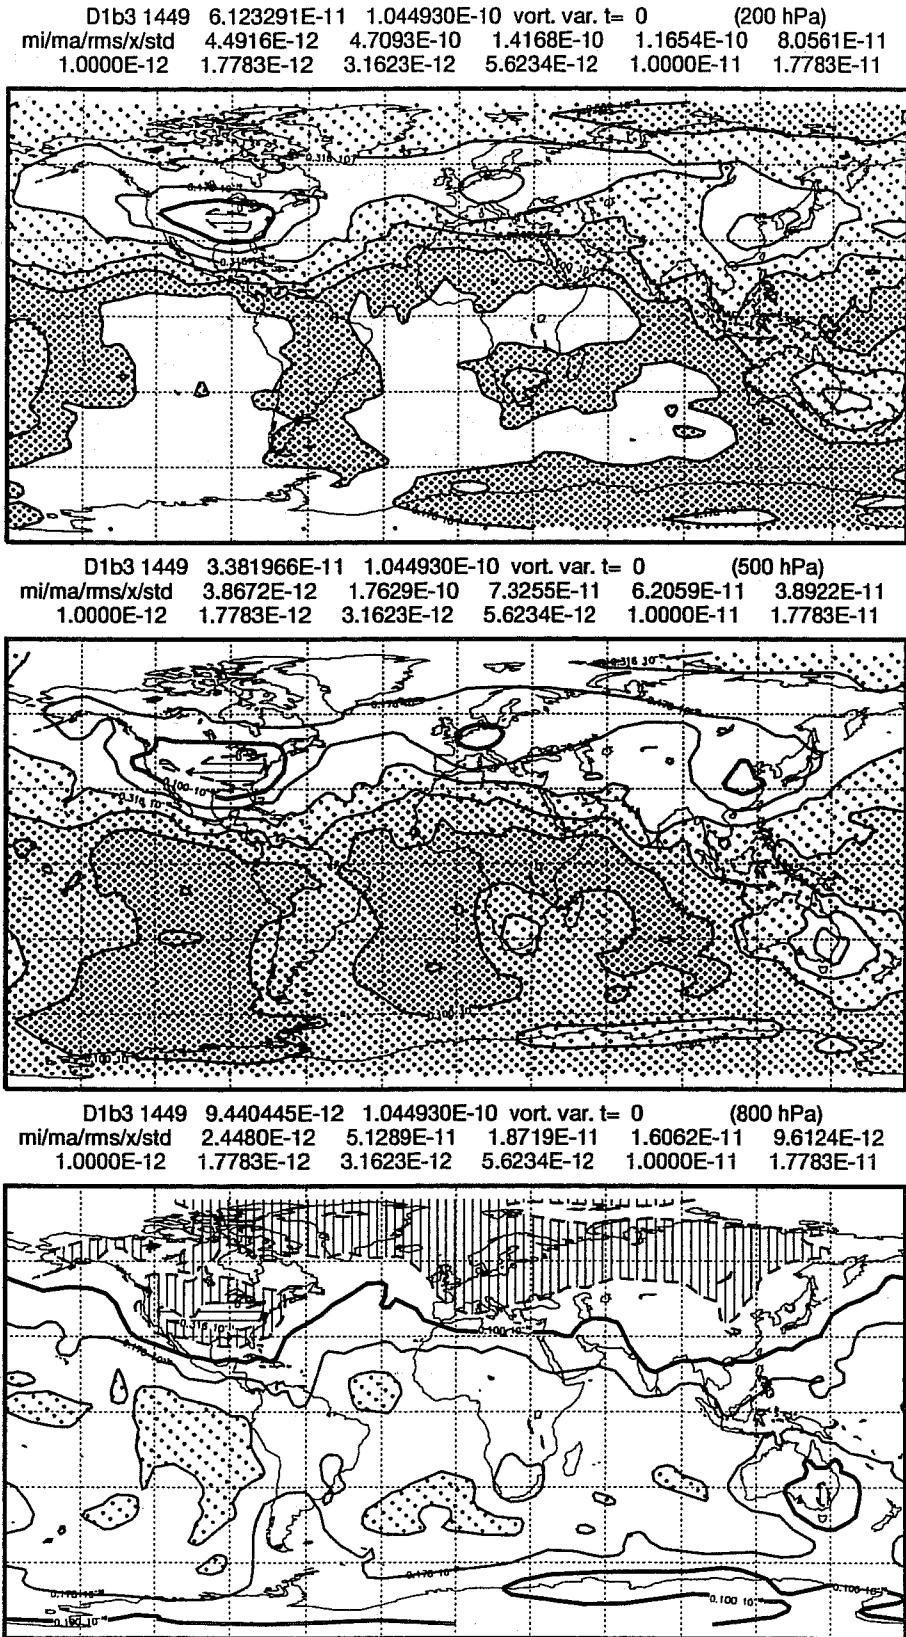 D1b3 1449 6.123291E-11 1.044930E-10 vort. var. t= 0 (200 hPa)
mi/ma/rms/x/std 4.4916E-12 4.7093E-10 1.4168E-10 1.1654E-10 8.0561E-11
1.0000E-12 1.7783E-12 3.1623E-12 5.6234E-12 1.0000E-11 1.7783E-11
D1b3 1449 3.381966E-11 1.044930E-10 vort. var. t= 0 (500 hPa)
mi/ma/rms/x/std 3.8672E-12 1.7629E-10 7.3255E-11 6.2059E-11 3.8922E-11
1.0000E-12 1.7783E-12 3.1623E-12 5.6234E-12 1.0000E-11 1.7783E-11
D1b3 1449 9.440445E-12 1.044930E-10 vort. var. t= 0 (800 hPa)
mi/ma/rms/x/std 2.4480E-12 5.1289E-11 1.8719E-11 1.6062E-11 9.6124E-12
1.0000E-12 1.7783E-12 3.1623E-12 5.6234E-12 1.0000E-11 1.7783E-11